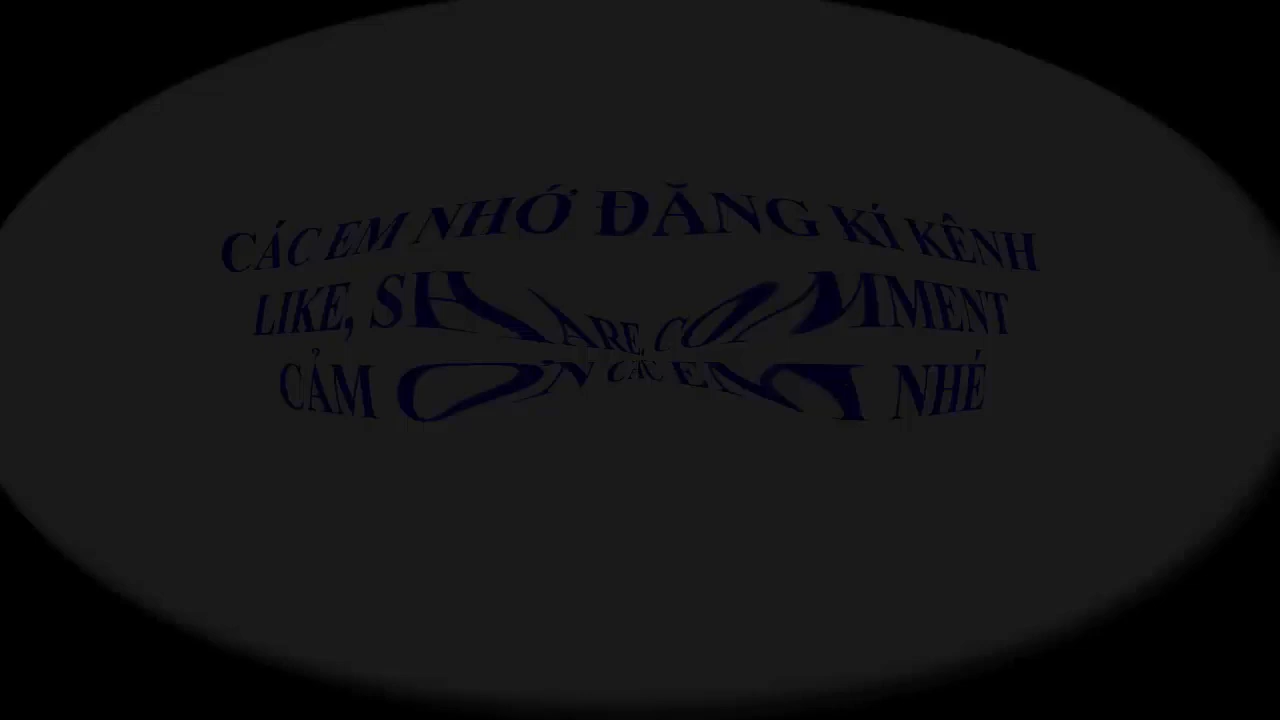 CÁC EM NHỚ ĐĂNG KÍ KÊNH
LIKE, SHARE, COMMENT
CẢM ƠN CÁC EM NHÉ